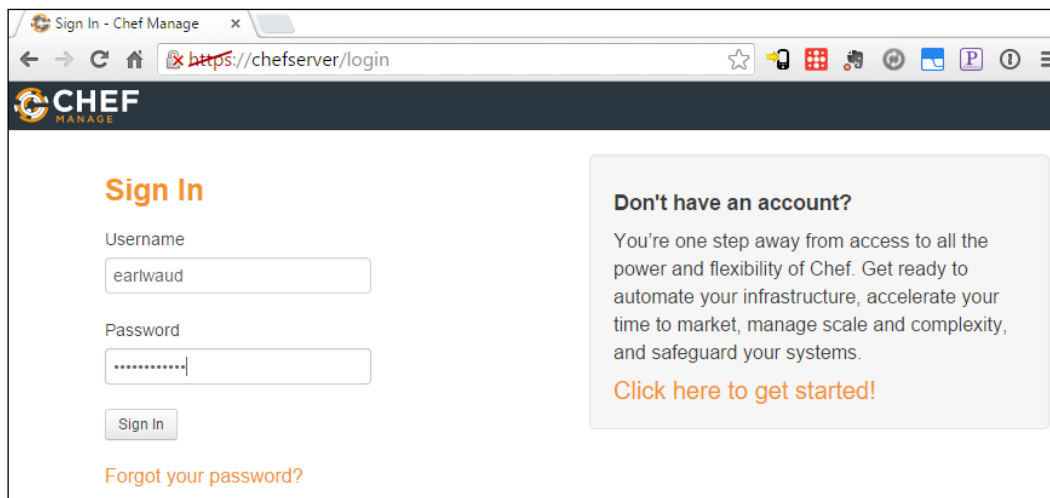 Sign In - Chef Manage
https://chefserver/login
CHEF
MANAGE
Sign In
Username
earlwaud
Password
••••••••••••
Sign In
Forgot your password?
Don't have an account?
You're one step away from access to all the
power and flexibility of Chef. Get ready to
automate your infrastructure, accelerate your
time to market, manage scale and complexity,
and safeguard your systems.
Click here to get started!